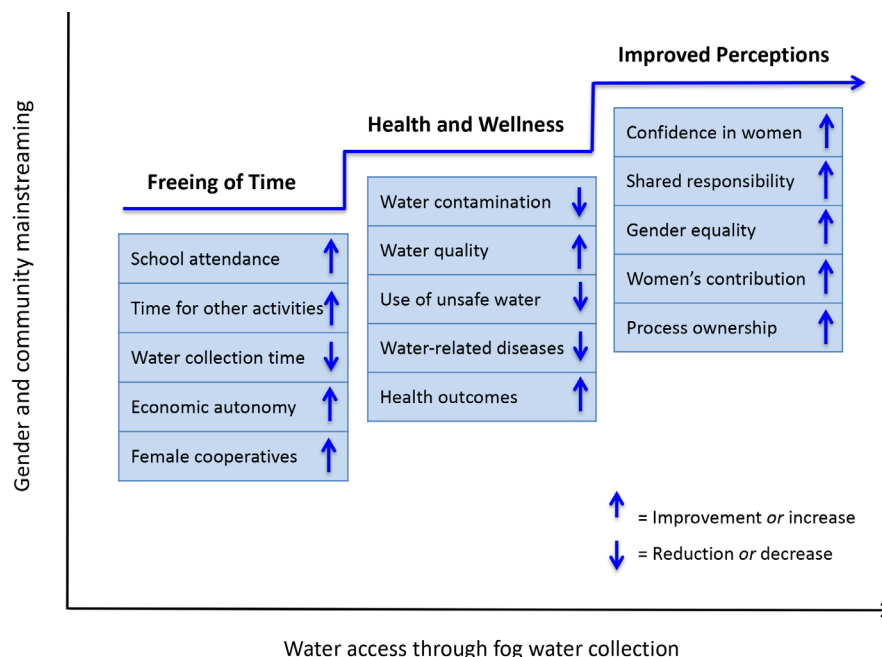 Improved Perceptions
Confidence in women
Shared responsibility
Gender equality
Women’s contribution
Process ownership
Health and Wellness
Water contamination
Water quality
Use of unsafe water
Water-related diseases
Health outcomes
Freeing of Time
School attendance
Time for other activities
Water collection time
Economic autonomy
Female cooperatives
= Improvement or increase
= Reduction or decrease
Gender and community mainstreaming
Water access through fog water collection